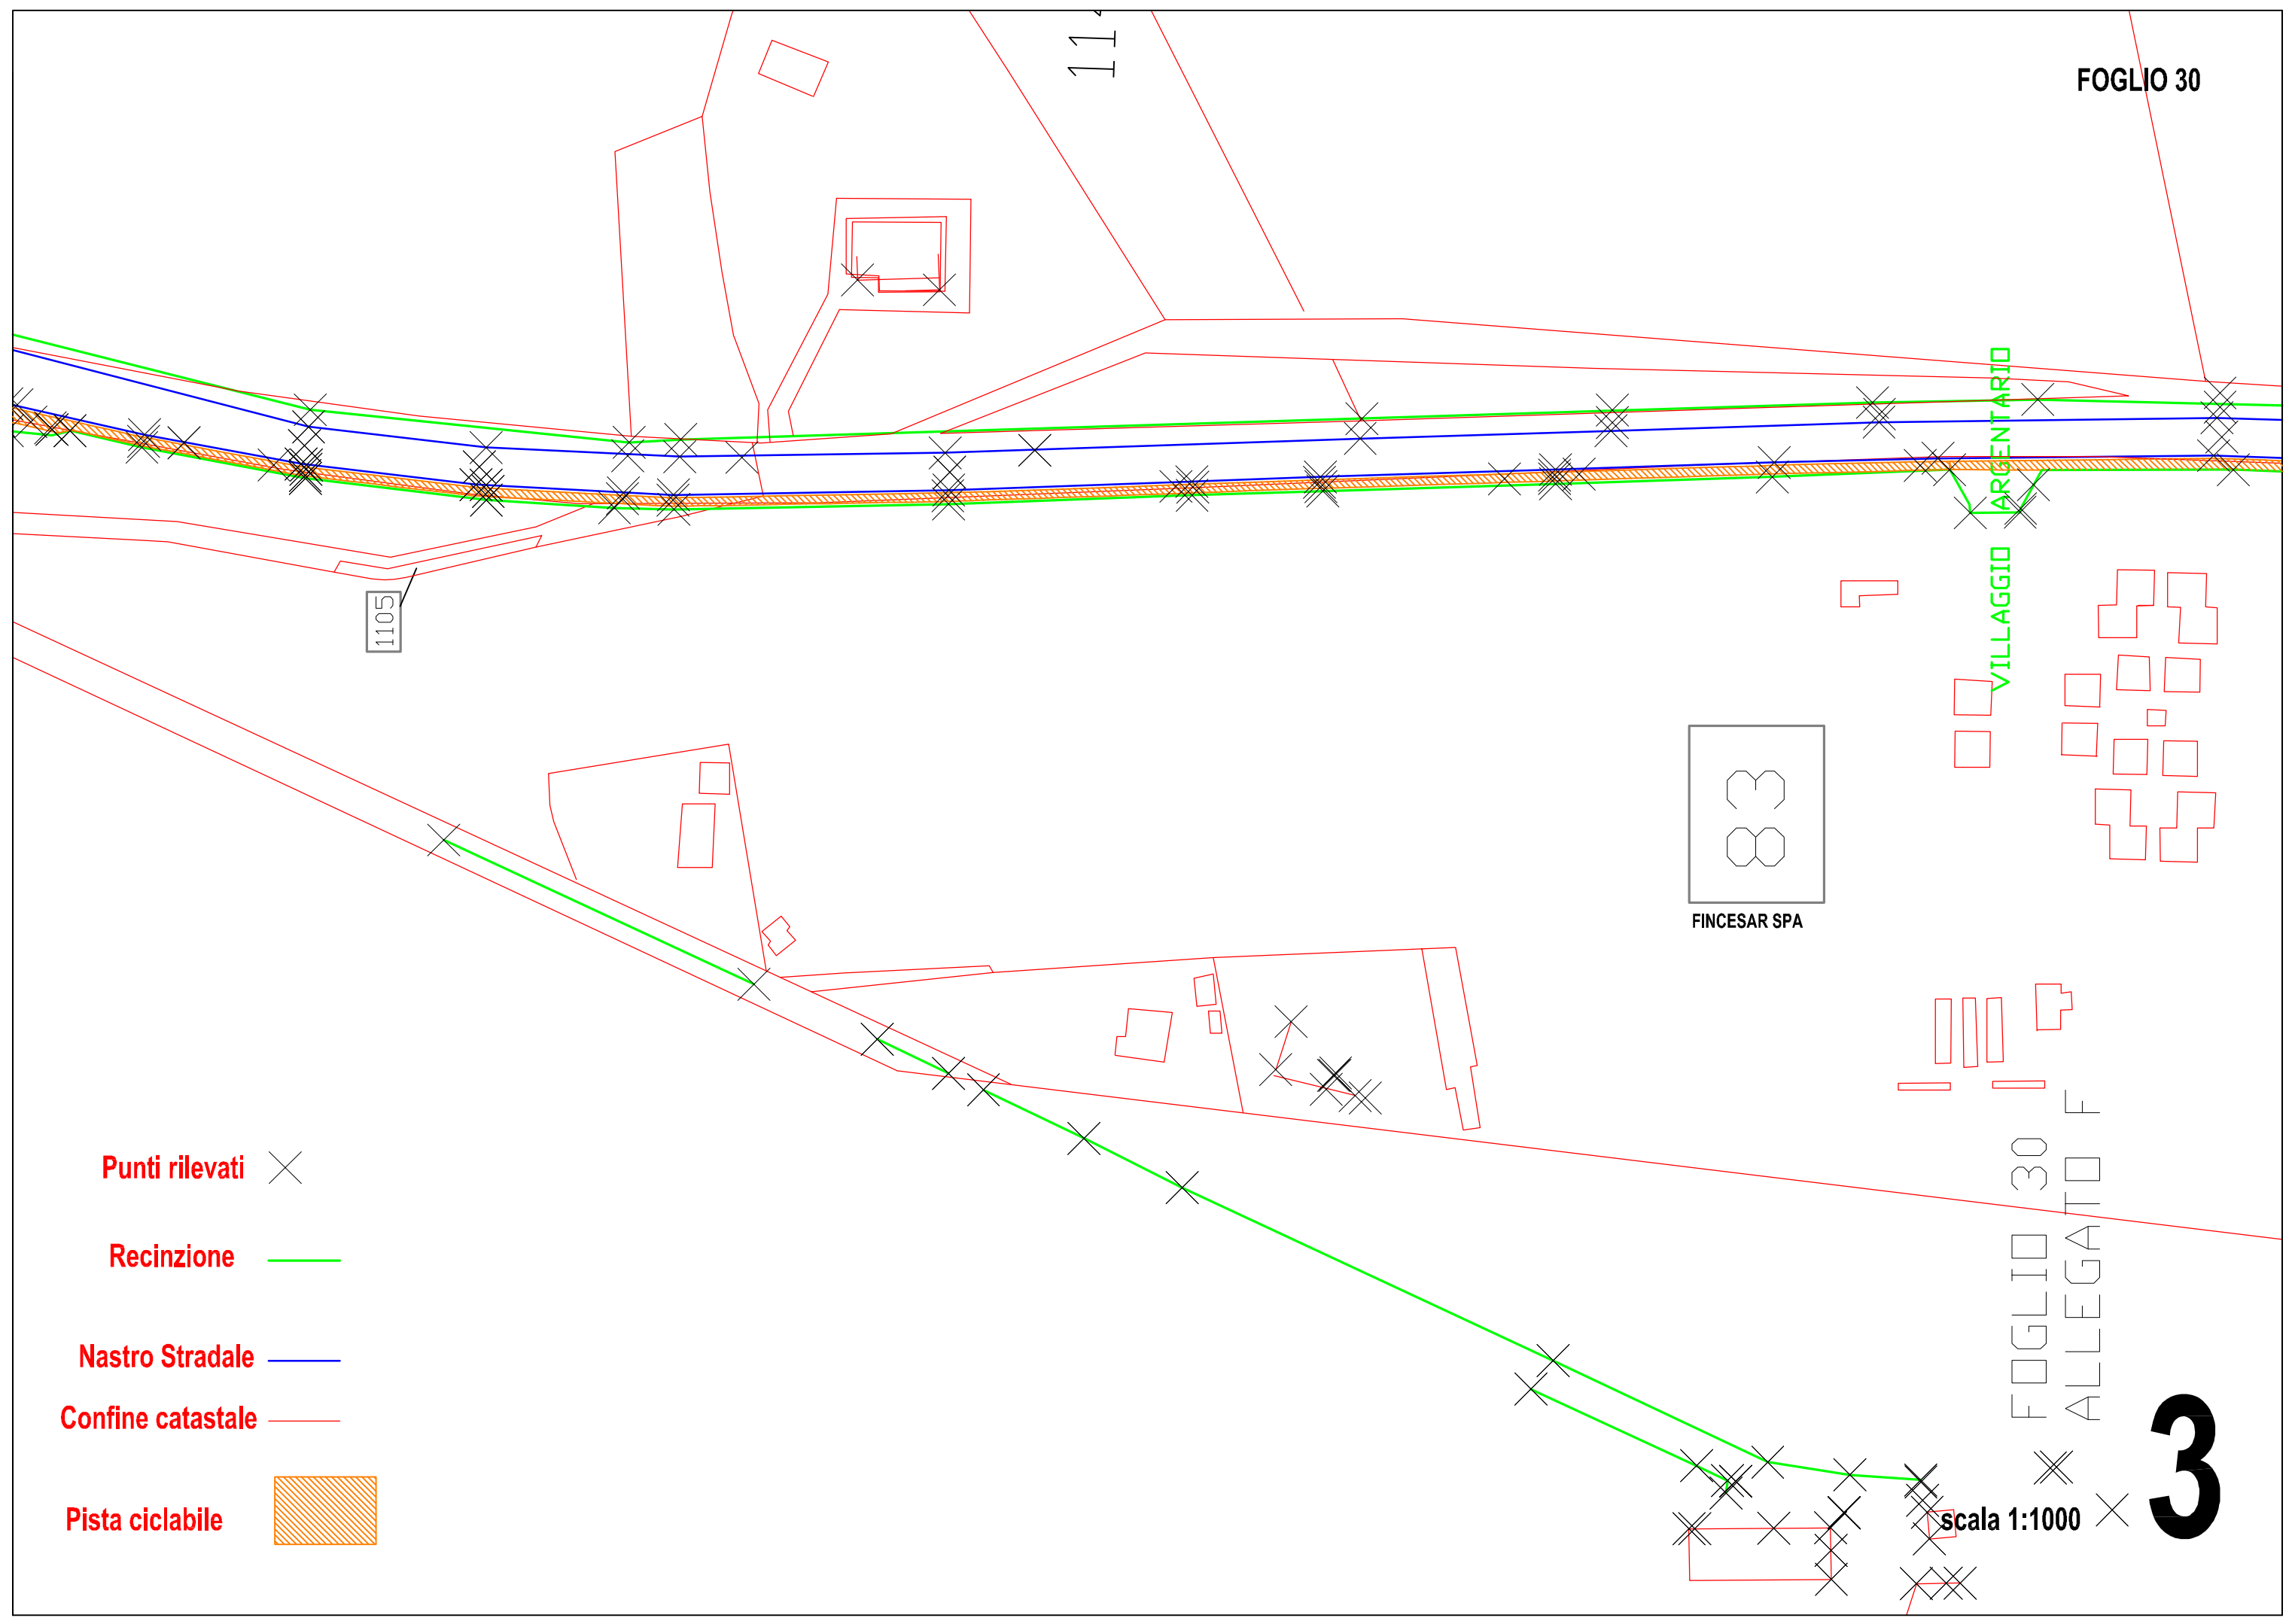 FOGLIO 30
VILLAGGIO ARGENTARIO
1105
83
FINCESAR SPA
Punti rilevati
Recinzione
Nastro Stradale
Confine catastale
Pista ciclabile
FOGLIO 30
ALLEGATO F
scala 1:1000
3